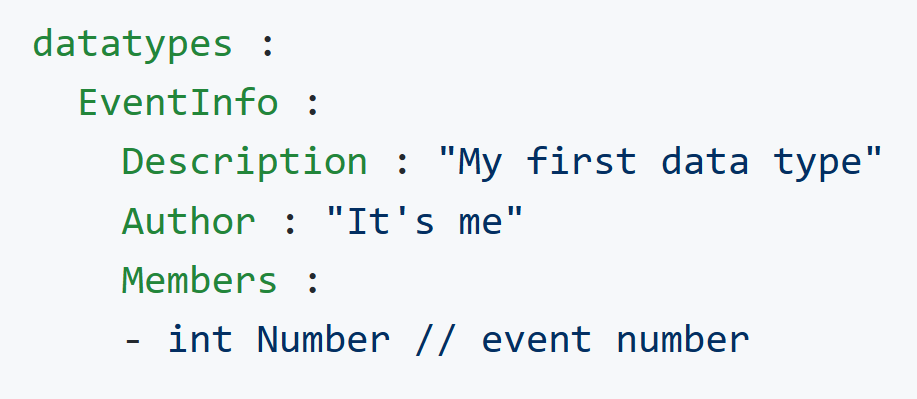 datatypes :
  EventInfo :
    Description : "My first data type"
    Author : "It's me"
    Members :
    - int Number // event number